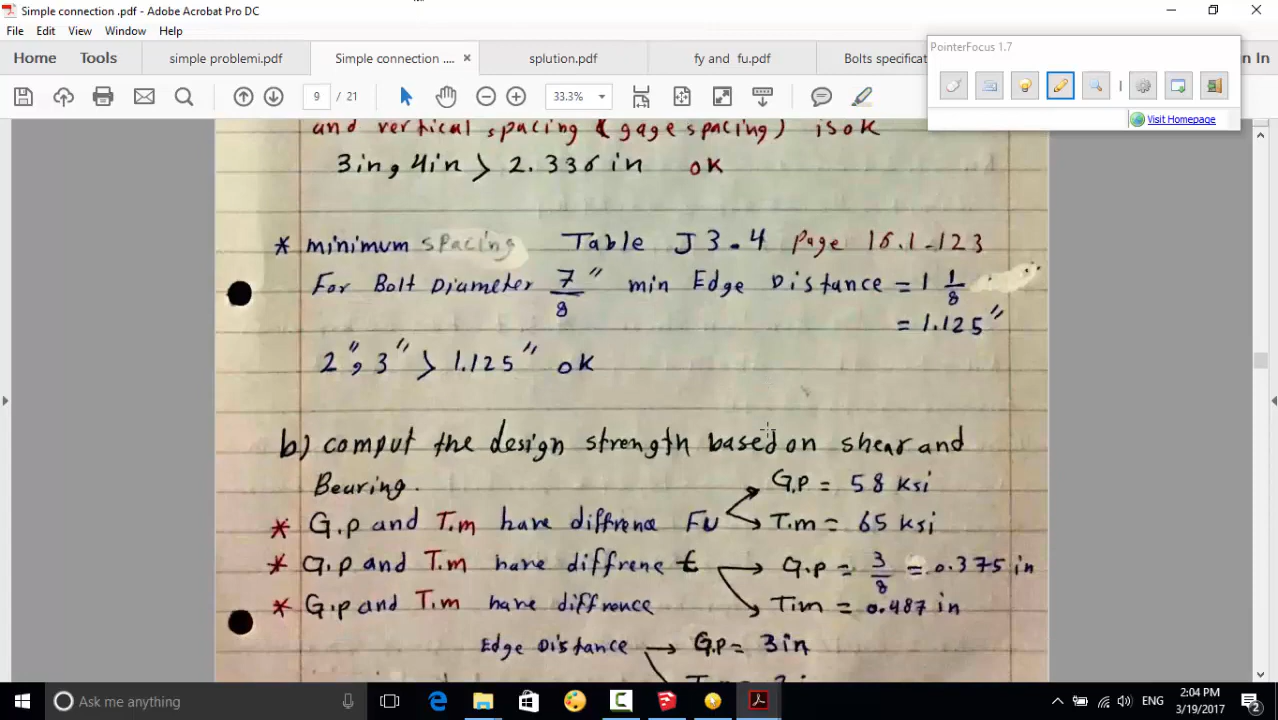 Simple connection .pdf - Adobe Acrobat Pro DC
File Edit View Window Help
Home Tools simple problemi.pdf Simple connection .... × splution.pdf fy and fu.pdf Bolts specificat
n In
PointerFocus 1.7
Visit Homepage
9 / 21 33.3%
and vertical spacing (gage spacing) is ok
3in, 4in > 2.336 in ok
* minimum spacing Table J3-4 page 16.1-123
For Bolt Diameter 7/8" min Edge Distance = 1 1/8
= 1.125"
2", 3" > 1.125" ok
b) comput the design strength based on shear and
Bearing.
G.P = 58 ksi
* G.p and T.m have diffrence Fu T.m = 65 ksi
* G.p and T.m have diffrene t G.p = 3/8 = 0.375 in
* G.p and T.m have diffrence T.m = 0.487 in
Edge Distance → G.P = 3in
Ask me anything
ENG
2:04 PM
3/19/2017
2